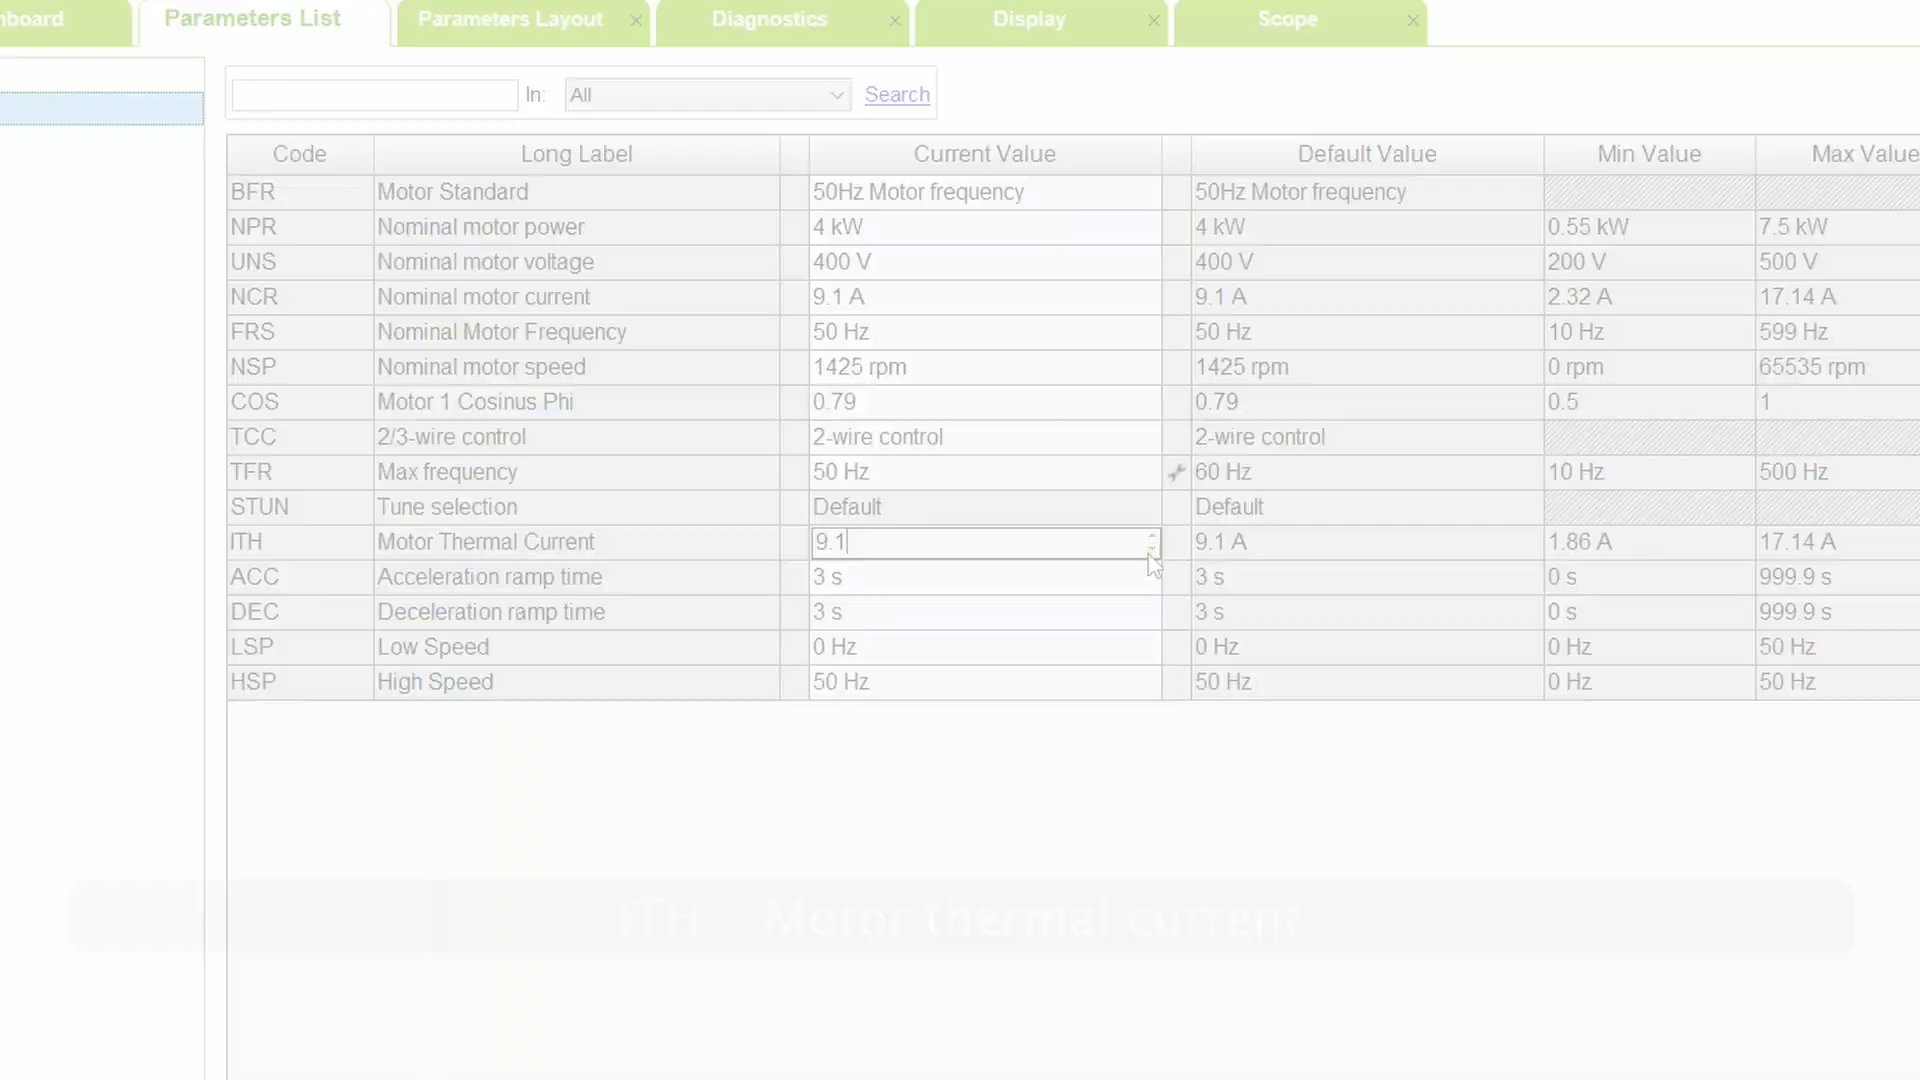 nboard Parameters List Parameters Layout Diagnostics Display Scope
In: All Search
Code Long Label Current Value Default Value Min Value Max Value
BFR Motor Standard 50Hz Motor frequency 50Hz Motor frequency
NPR Nominal motor power 4 kW 4 kW 0.55 kW 7.5 kW
UNS Nominal motor voltage 400 V 400 V 200 V 500 V
NCR Nominal motor current 9.1 A 9.1 A 2.32 A 17.14 A
FRS Nominal Motor Frequency 50 Hz 50 Hz 10 Hz 599 Hz
NSP Nominal motor speed 1425 rpm 1425 rpm 0 rpm 65535 rpm
COS Motor 1 Cosinus Phi 0.79 0.79 0.5 1
TCC 2/3-wire control 2-wire control 2-wire control
TFR Max frequency 50 Hz 60 Hz 10 Hz 500 Hz
STUN Tune selection Default Default
ITH Motor Thermal Current 9.1 9.1 A 1.86 A 17.14 A
ACC Acceleration ramp time 3 s 3 s 0 s 999.9 s
DEC Deceleration ramp time 3 s 3 s 0 s 999.9 s
LSP Low Speed 0 Hz 0 Hz 0 Hz 50 Hz
HSP High Speed 50 Hz 50 Hz 0 Hz 50 Hz
ITH : Motor thermal current